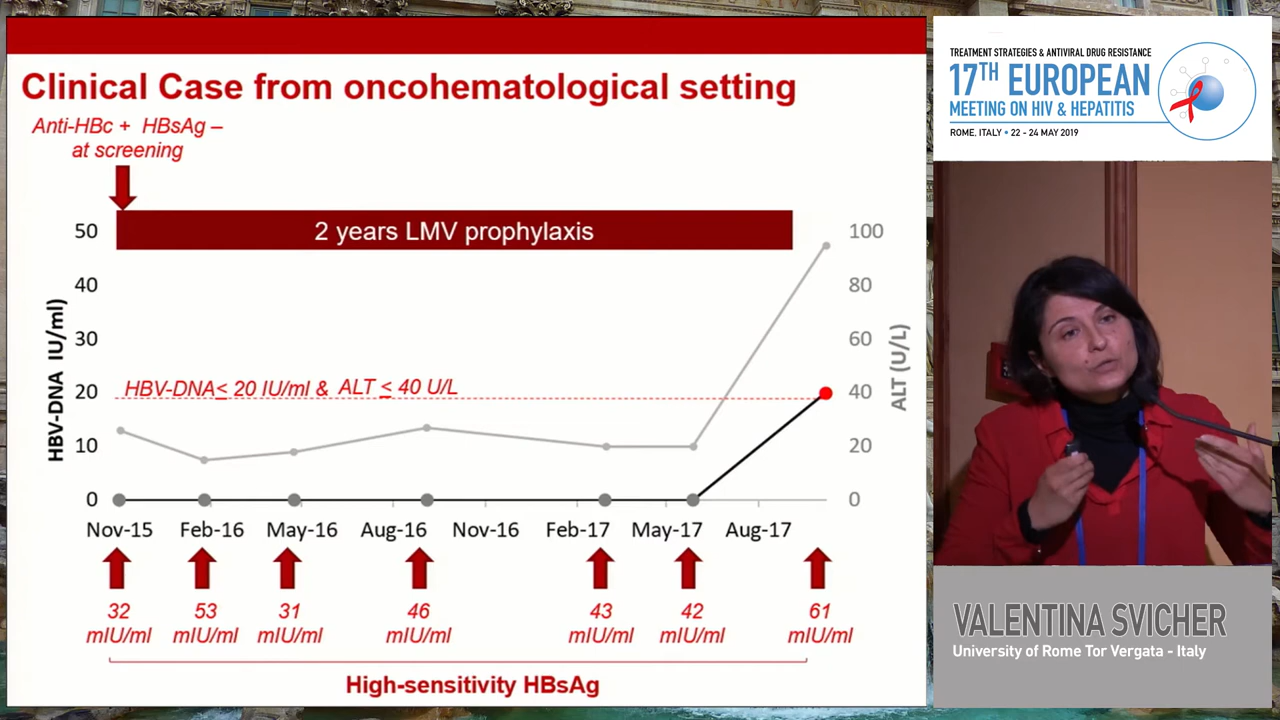 Clinical Case from oncohematological setting
Anti-HBc + HBsAg –
at screening
2 years LMV prophylaxis
50
40
30
20
10
0
HBV-DNA IU/ml)
100
80
60
40
20
0
ALT (U/L)
HBV-DNA≤ 20 IU/ml & ALT ≤ 40 U/L
Nov-15 Feb-16 May-16 Aug-16 Nov-16 Feb-17 May-17 Aug-17
32 53 31 46 43 42 61
mIU/ml mIU/ml mIU/ml mIU/ml mIU/ml mIU/ml mIU/ml
High-sensitivity HBsAg
TREATMENT STRATEGIES & ANTIVIRAL DRUG RESISTANCE
17TH EUROPEAN
MEETING ON HIV & HEPATITIS
ROME, ITALY • 22 - 24 MAY 2019
VALENTINA SVICHER
University of Rome Tor Vergata - Italy